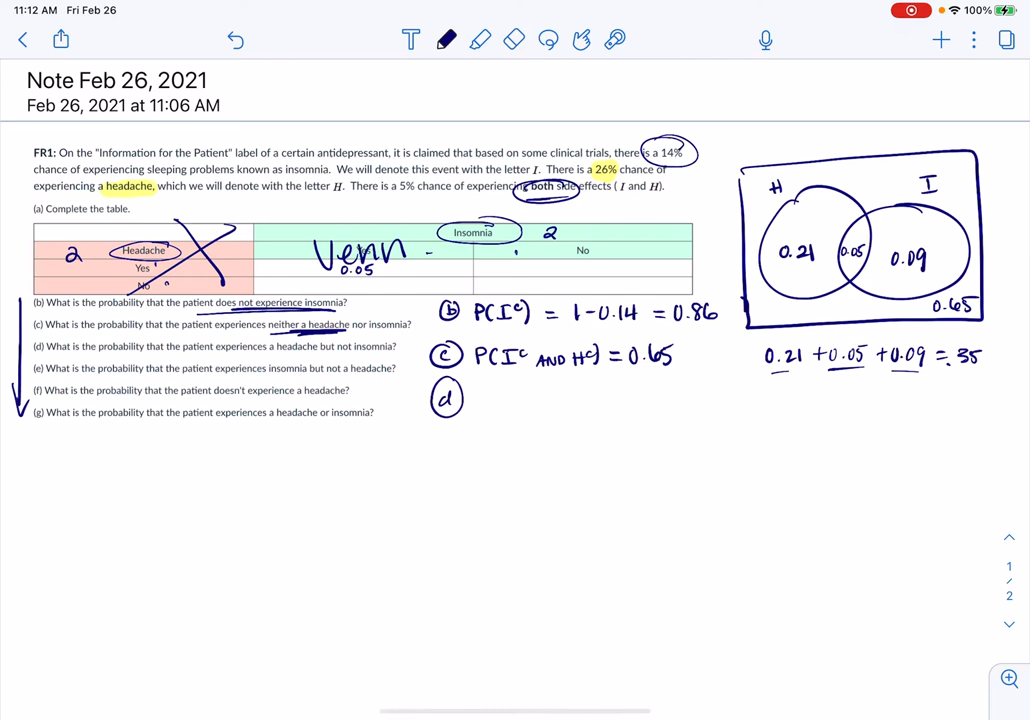 11:12 AM Fri Feb 26
100%
T
Note Feb 26, 2021
Feb 26, 2021 at 11:06 AM
FR1: On the "Information for the Patient" label of a certain antidepressant, it is claimed that based on some clinical trials, there is a 14%
chance of experiencing sleeping problems known as insomnia. We will denote this event with the letter I. There is a 26% chance of
experiencing a headache, which we will denote with the letter H. There is a 5% chance of experiencing both side effects ( I and H).
(a) Complete the table.
Insomnia 2
2 Headache Venn No
Yes 0.05
No
(b) What is the probability that the patient does not experience insomnia?
(c) What is the probability that the patient experiences neither a headache nor insomnia?
(d) What is the probability that the patient experiences a headache but not insomnia?
(e) What is the probability that the patient experiences insomnia but not a headache?
(f) What is the probability that the patient doesn't experience a headache?
(g) What is the probability that the patient experiences a headache or insomnia?
b P(Iᶜ) = 1-0.14 = 0.86
c P(Iᶜ AND Hᶜ) = 0.65
d
H I
0.21 0.05 0.09
0.65
0.21 + 0.05 + 0.09 = .35
1
/
2